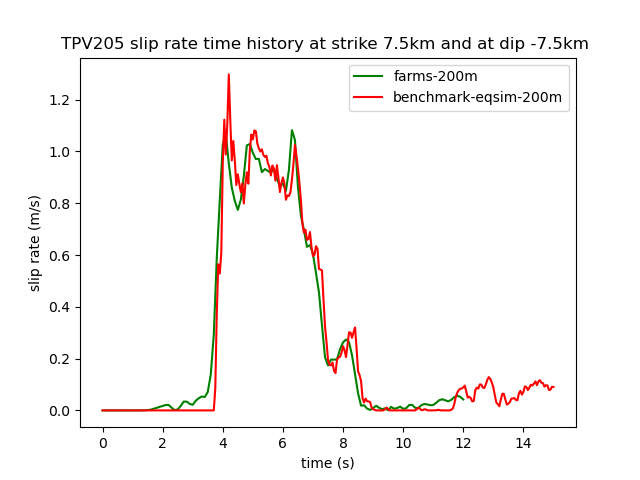 TPV205 slip rate time history at strike 7.5km and at dip -7.5km
farms-200m
benchmark-eqsim-200m
slip rate (m/s)
1.2
1.0
0.8
0.6
0.4
0.2
0.0
0 2 4 6 8 10 12 14
time (s)